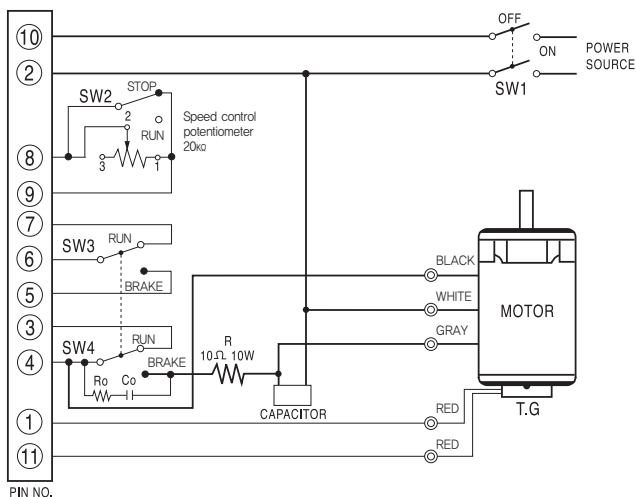 10
OFF
ON
POWER
SOURCE
2
SW1
SW2
STOP
2
RUN
Speed control
potentiometer
20kΩ
8
3
1
9
7
SW3
RUN
6
BRAKE
5
3
SW4
RUN
4
BRAKE
R
10Ω 10W
Ro
Co
CAPACITOR
BLACK
WHITE
GRAY
MOTOR
1
RED
T.G
11
RED
PIN NO.